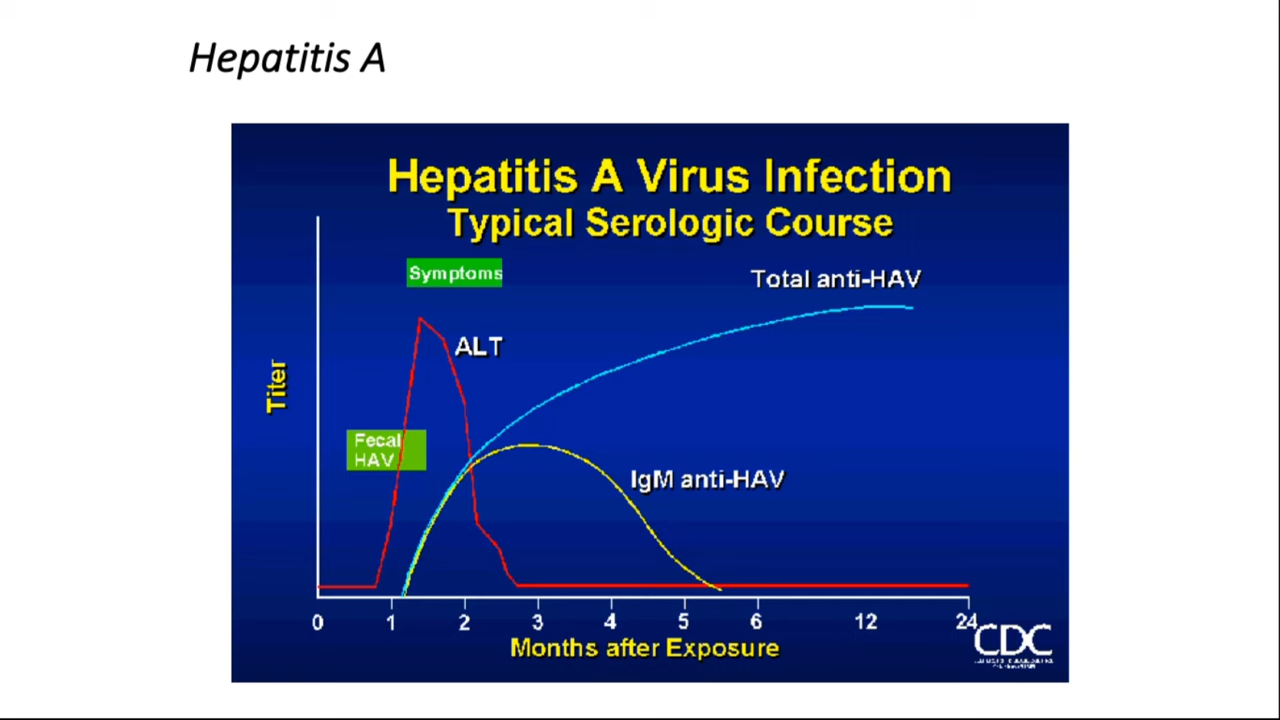 Hepatitis A
Hepatitis A Virus Infection
Typical Serologic Course
Symptoms
Total anti-HAV
ALT
Titer
Fecal
HAV
IgM anti-HAV
0 1 2 3 4 5 6 12 24
Months after Exposure
CDC